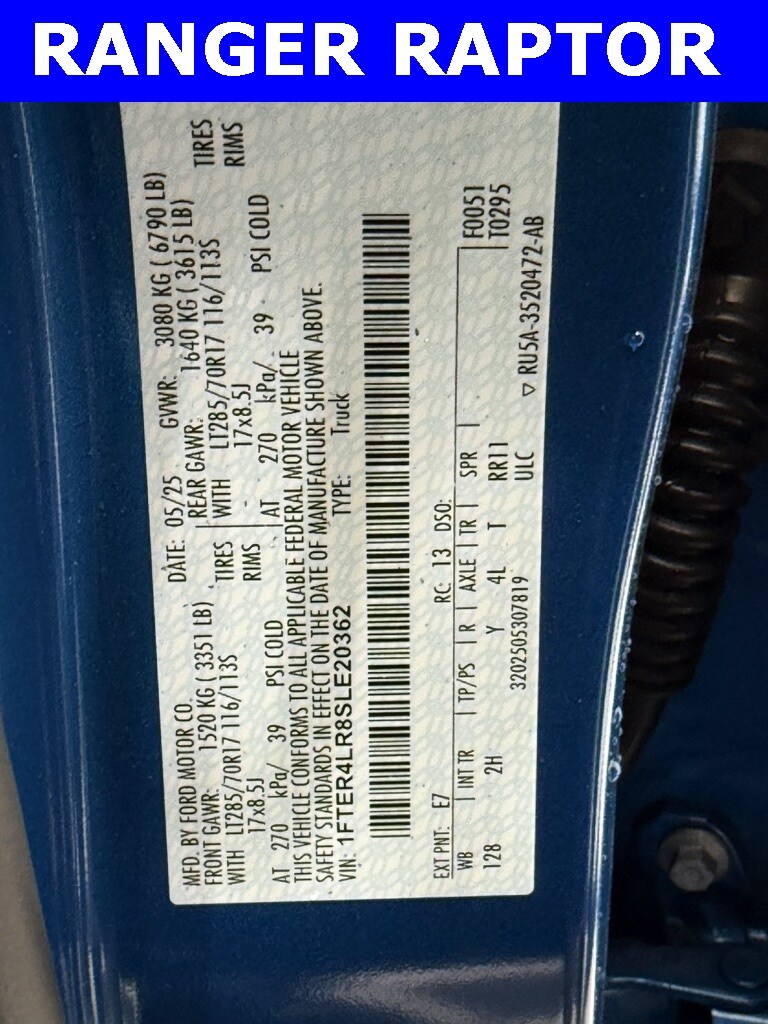 RANGER RAPTOR
MFD. BY FORD MOTOR CO. DATE: 05/25 GVWR: 3080 KG ( 6790 LB)
FRONT GAWR: 1520 KG ( 3351 LB) REAR GAWR: 1640 KG ( 3615 LB)
WITH LT285/70R17 116/113S TIRES WITH LT285/70R17 116/113S TIRES
17x8.5J RIMS - 17x8.5J RIMS
AT 270 kPa/ 39 PSI COLD AT 270 kPa/ 39 PSI COLD
THIS VEHICLE CONFORMS TO ALL APPLICABLE FEDERAL MOTOR VEHICLE
SAFETY STANDARDS IN EFFECT ON THE DATE OF MANUFACTURE SHOWN ABOVE.
VIN: 1FTER4LR8SLE20362 TYPE: Truck
EXT PNT: E7 RC: 13 DSO: F0051
WB | INT TR | TP/PS | R | AXLE | TR | SPR | T0295
128 2H Y 4L T RR11
ULC
3202505307819 ▽ RU5A-3520472-AB